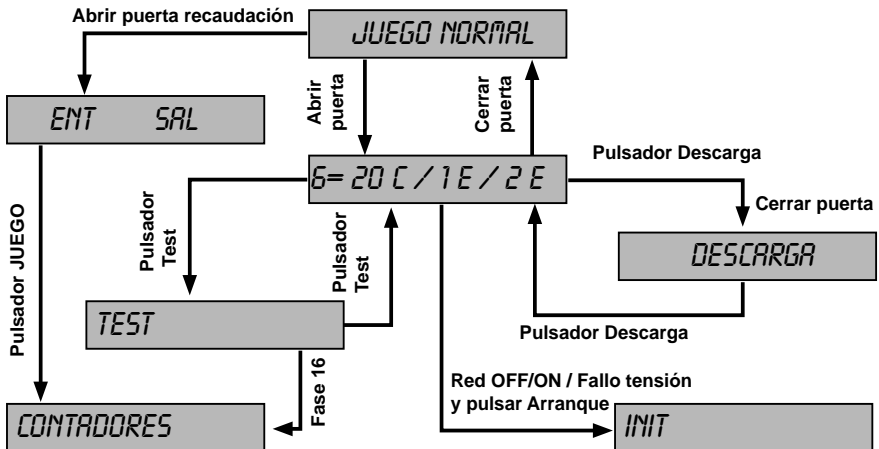 Abrir puerta recaudación
JUEGO NORMAL
ENT SAL
Abrir
puerta
Cerrar
puerta
Pulsador Descarga
6= 20 C / 1 E / 2 E
Cerrar puerta
Pulsador JUEGO
Pulsador
Test
Pulsador
Test
DESCARGA
TEST
Pulsador Descarga
Fase 16
Red OFF/ON / Fallo tensión
y pulsar Arranque
CONTADORES
INIT